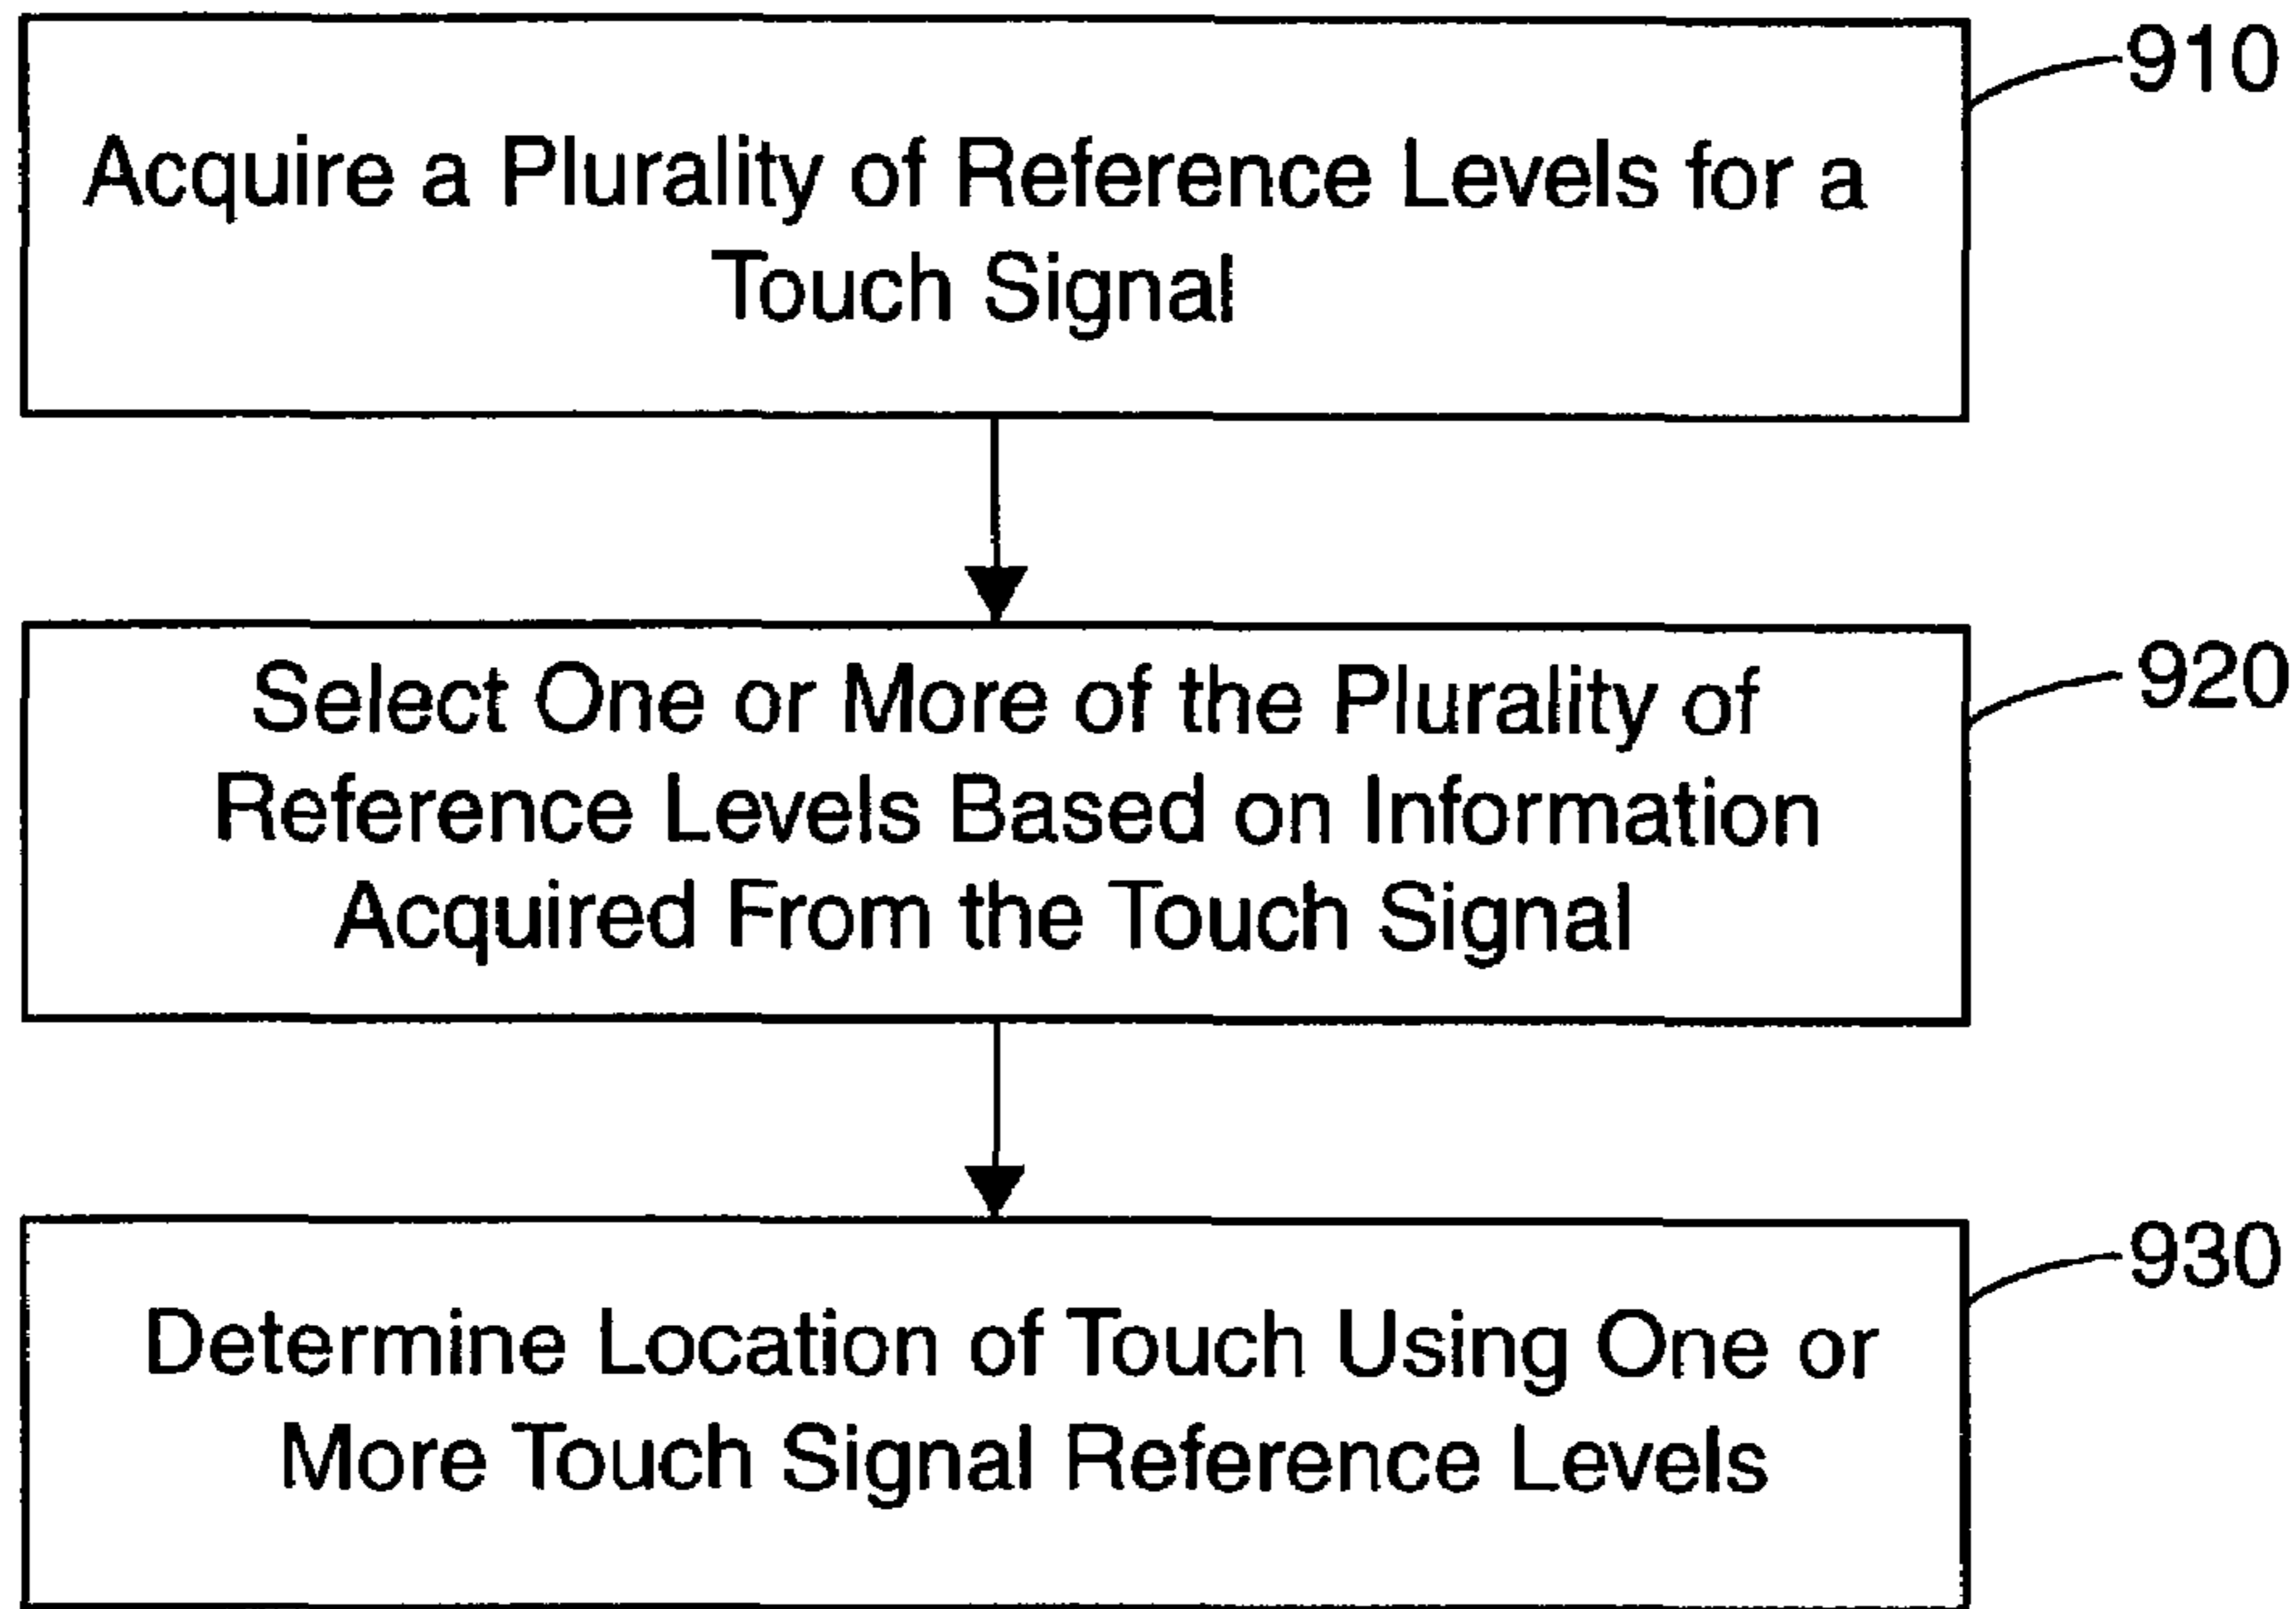 910
Acquire a Plurality of Reference Levels for a
Touch Signal
920
Select One or More of the Plurality of
Reference Levels Based on Information
Acquired From the Touch Signal
930
Determine Location of Touch Using One or
More Touch Signal Reference Levels